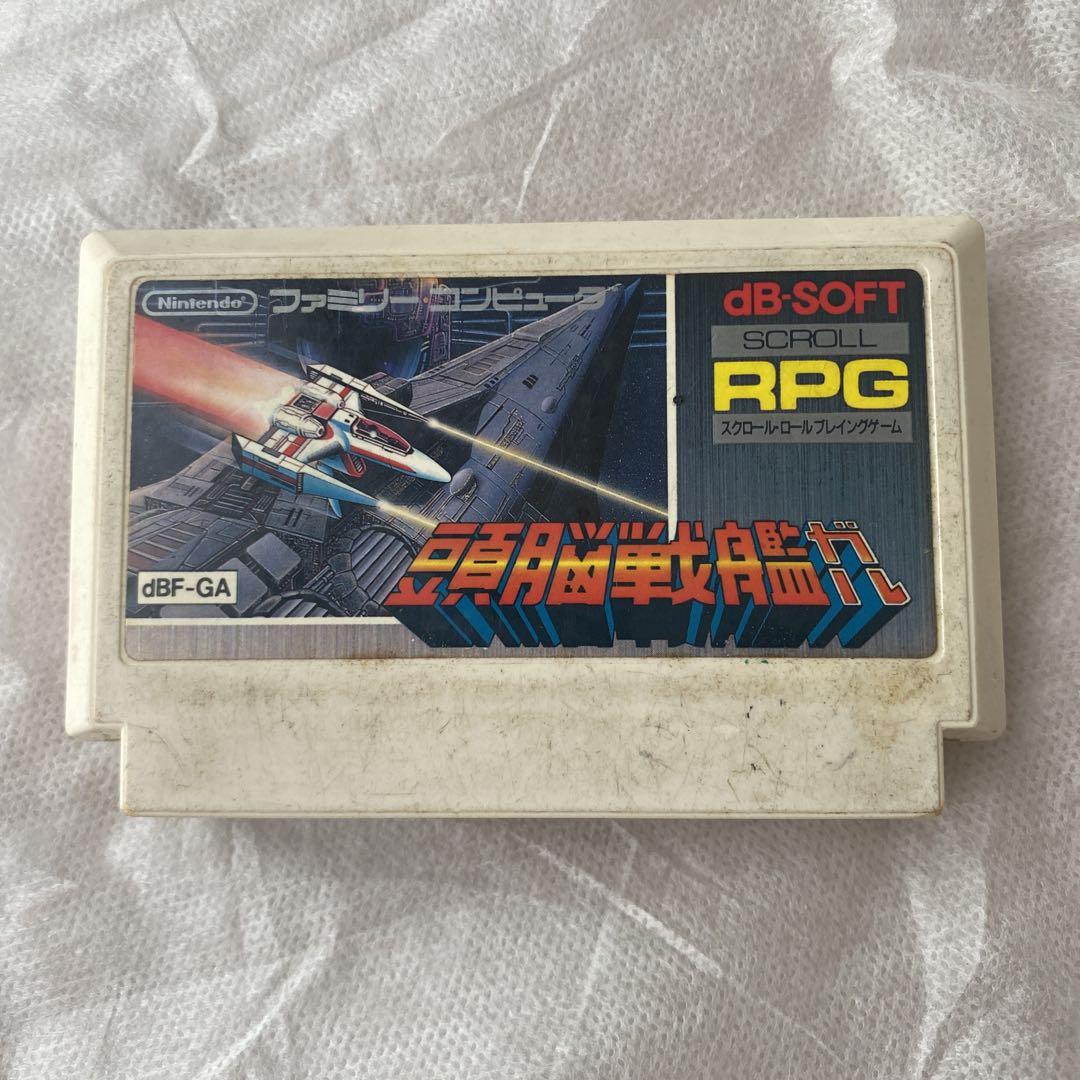 Nintendo®
ファミリーコンピュータ
dB-SOFT
SCROLL
RPG
スクロール・ロールプレイングゲーム
頭脳戦艦ガル
dBF-GA